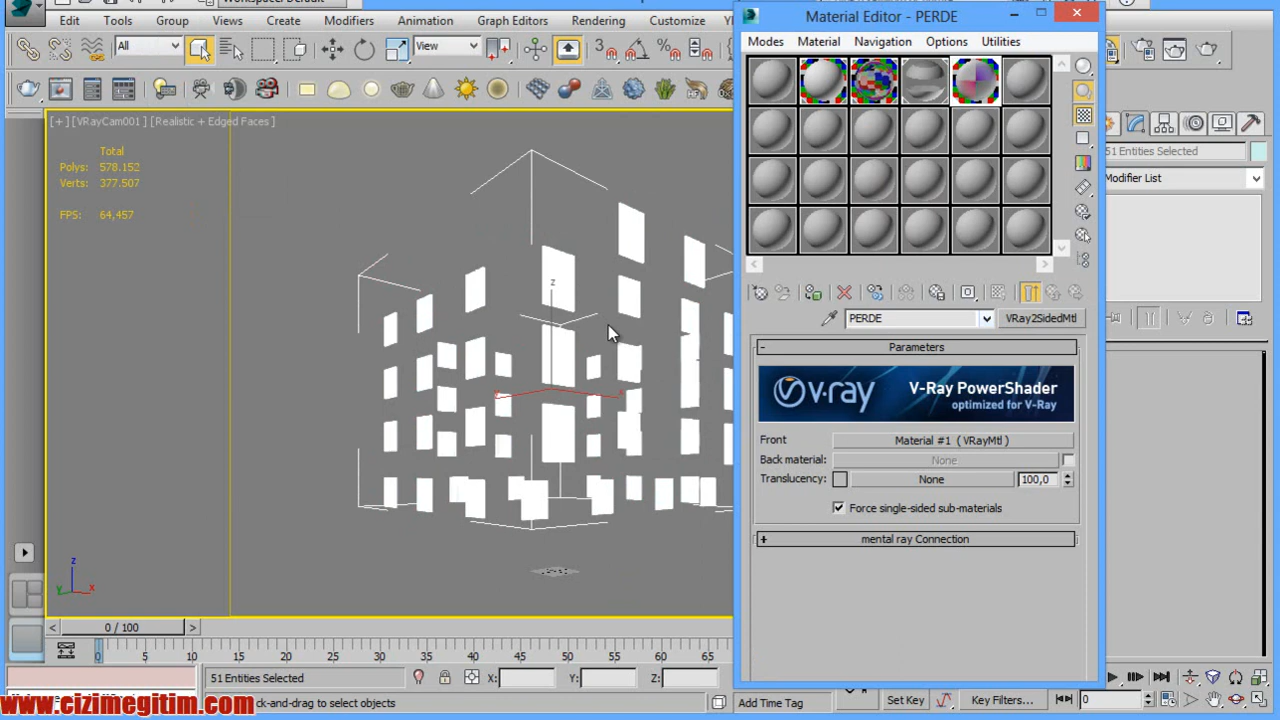 Edit Tools Group Views Create Modifiers Animation Graph Editors Rendering Customize
All View 3
Material Editor - PERDE
Modes Material Navigation Options Utilities
[+] [VRayCam001] [Realistic + Edged Faces]
Total
Polys: 578.152
Verts: 377.507
FPS: 64,457
51 Entities Selected
Modifier List
z
x
PERDE VRay2SidedMtl
- Parameters
v·ray V-Ray PowerShader
optimized for V-Ray
Front Material #1 ( VRayMtl )
Back material: None
Translucency: None 100,0
Force single-sided sub-materials
+ mental ray Connection
z
y x
< 0 / 100 >
0 5 10 15 20 25 30 35 40 45 50 55 60 65
51 Entities Selected X: Y: Z:
ck-and-drag to select objects Add Time Tag Set Key Key Filters... 0
www.cizimegitim.com